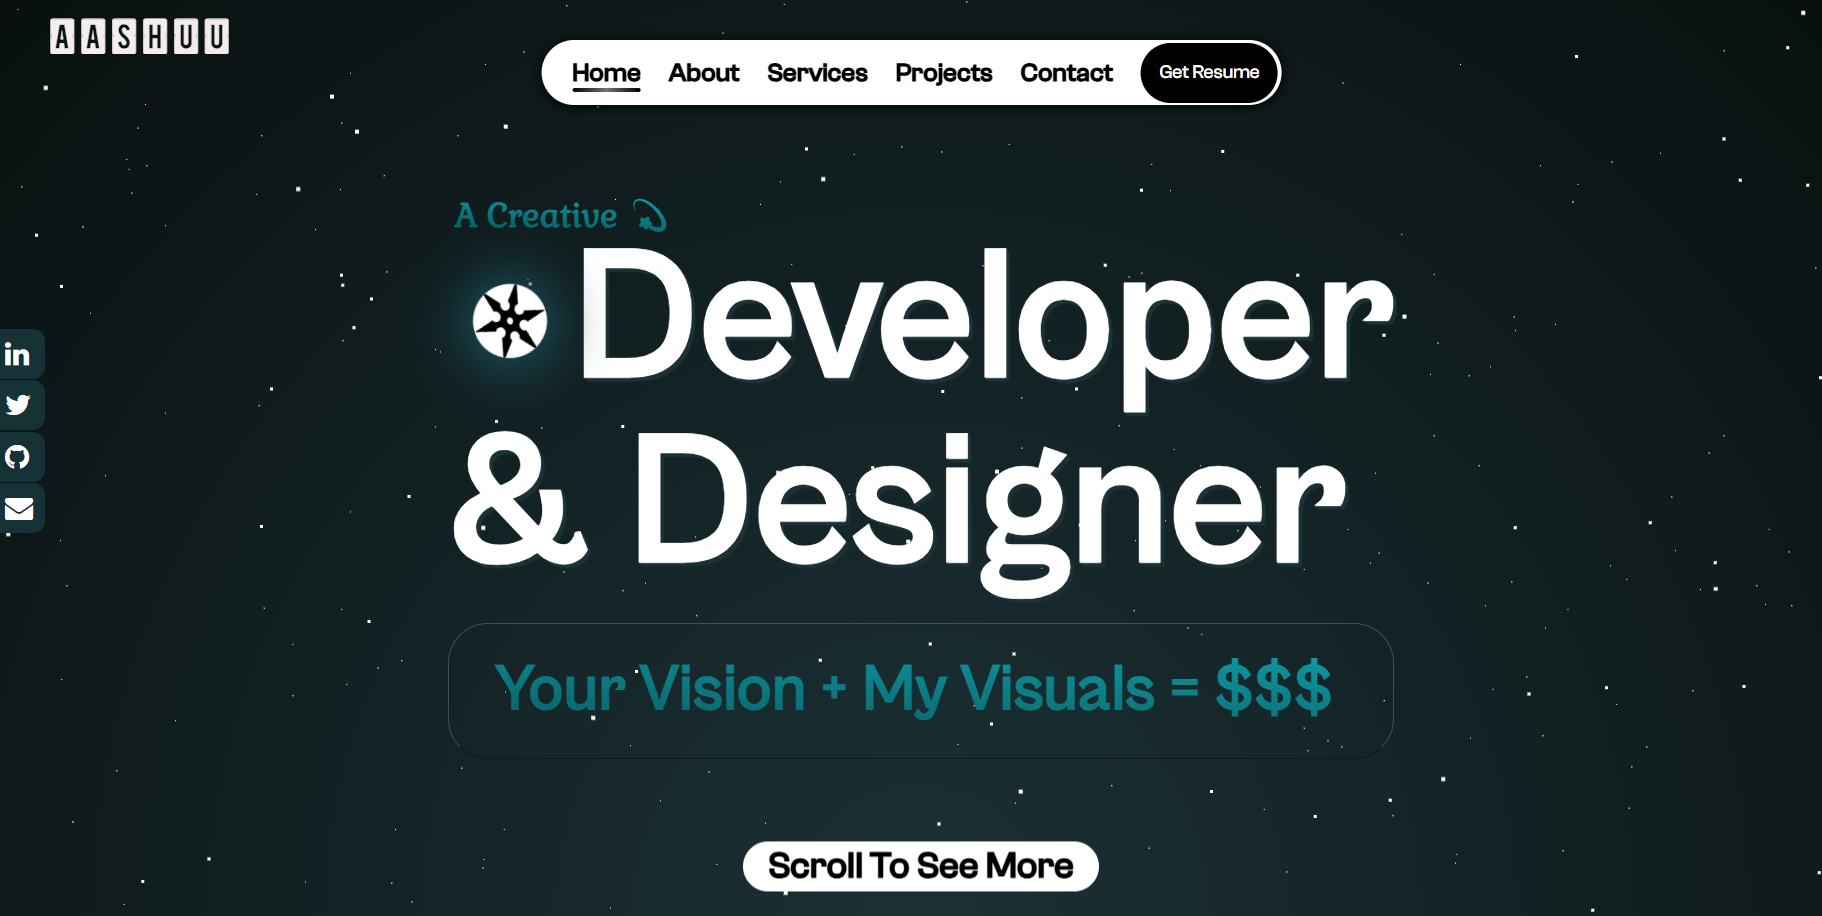 AASHUU
Home About Services Projects Contact Get Resume
A Creative
Developer
& Designer
Your Vision + My Visuals = $$$
Scroll To See More